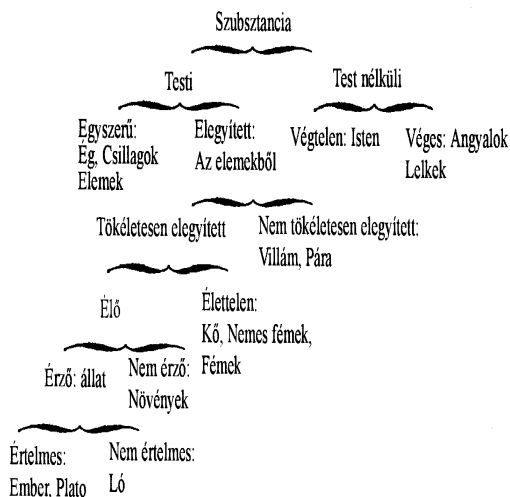 Szubsztancia
Testi
Test nélküli
Egyszerű:
Ég, Csillagok
Elemek
Elegyített:
Az elemekből
Végtelen: Isten
Véges: Angyalok
Lelkek
Tökéletesen elegyített
Nem tökéletesen elegyített:
Villám, Pára
Élő
Élettelen:
Kő, Nemes fémek,
Fémek
Érző: állat
Nem érző:
Növények
Értelmes:
Ember, Plato
Nem értelmes:
Ló